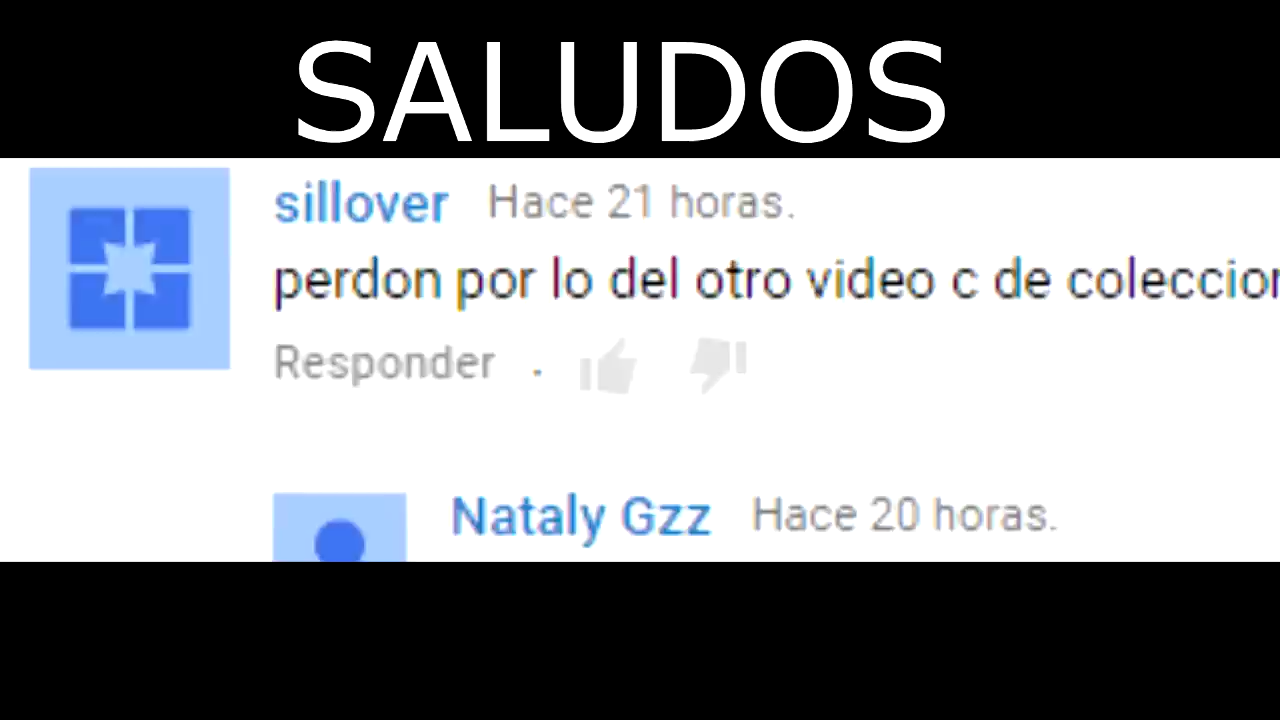 SALUDOS
sillover Hace 21 horas.
perdon por lo del otro video c de coleccion
Responder .
Nataly Gzz Hace 20 horas.